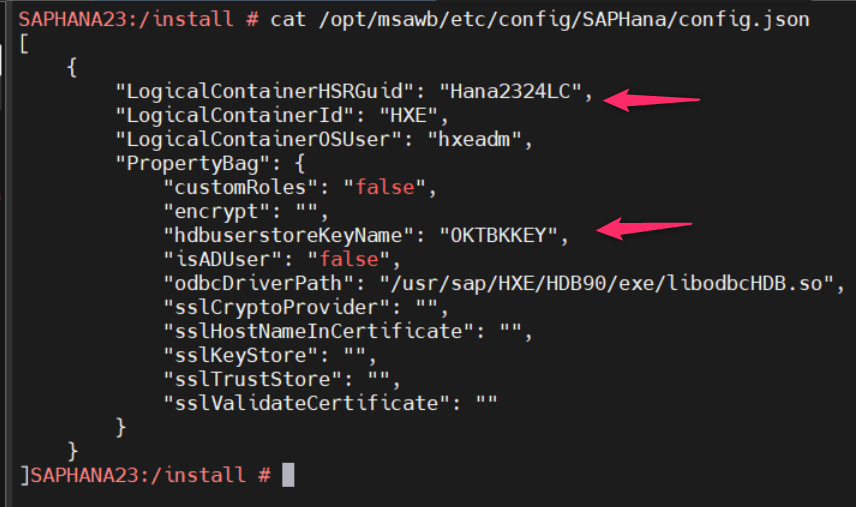 SAPHANA23:/install # cat /opt/msawb/etc/config/SAPHana/config.json
[
    {
        "LogicalContainerHSRGuid": "Hana2324LC",
        "LogicalContainerId": "HXE",
        "LogicalContainerOSUser": "hxeadm",
        "PropertyBag": {
            "customRoles": "false",
            "encrypt": "",
            "hdbuserstoreKeyName": "OKTBKKEY",
            "isADUser": "false",
            "odbcDriverPath": "/usr/sap/HXE/HDB90/exe/libodbcHDB.so",
            "sslCryptoProvider": "",
            "sslHostNameInCertificate": "",
            "sslKeyStore": "",
            "sslTrustStore": "",
            "sslValidateCertificate": ""
        }
    }
]SAPHANA23:/install #